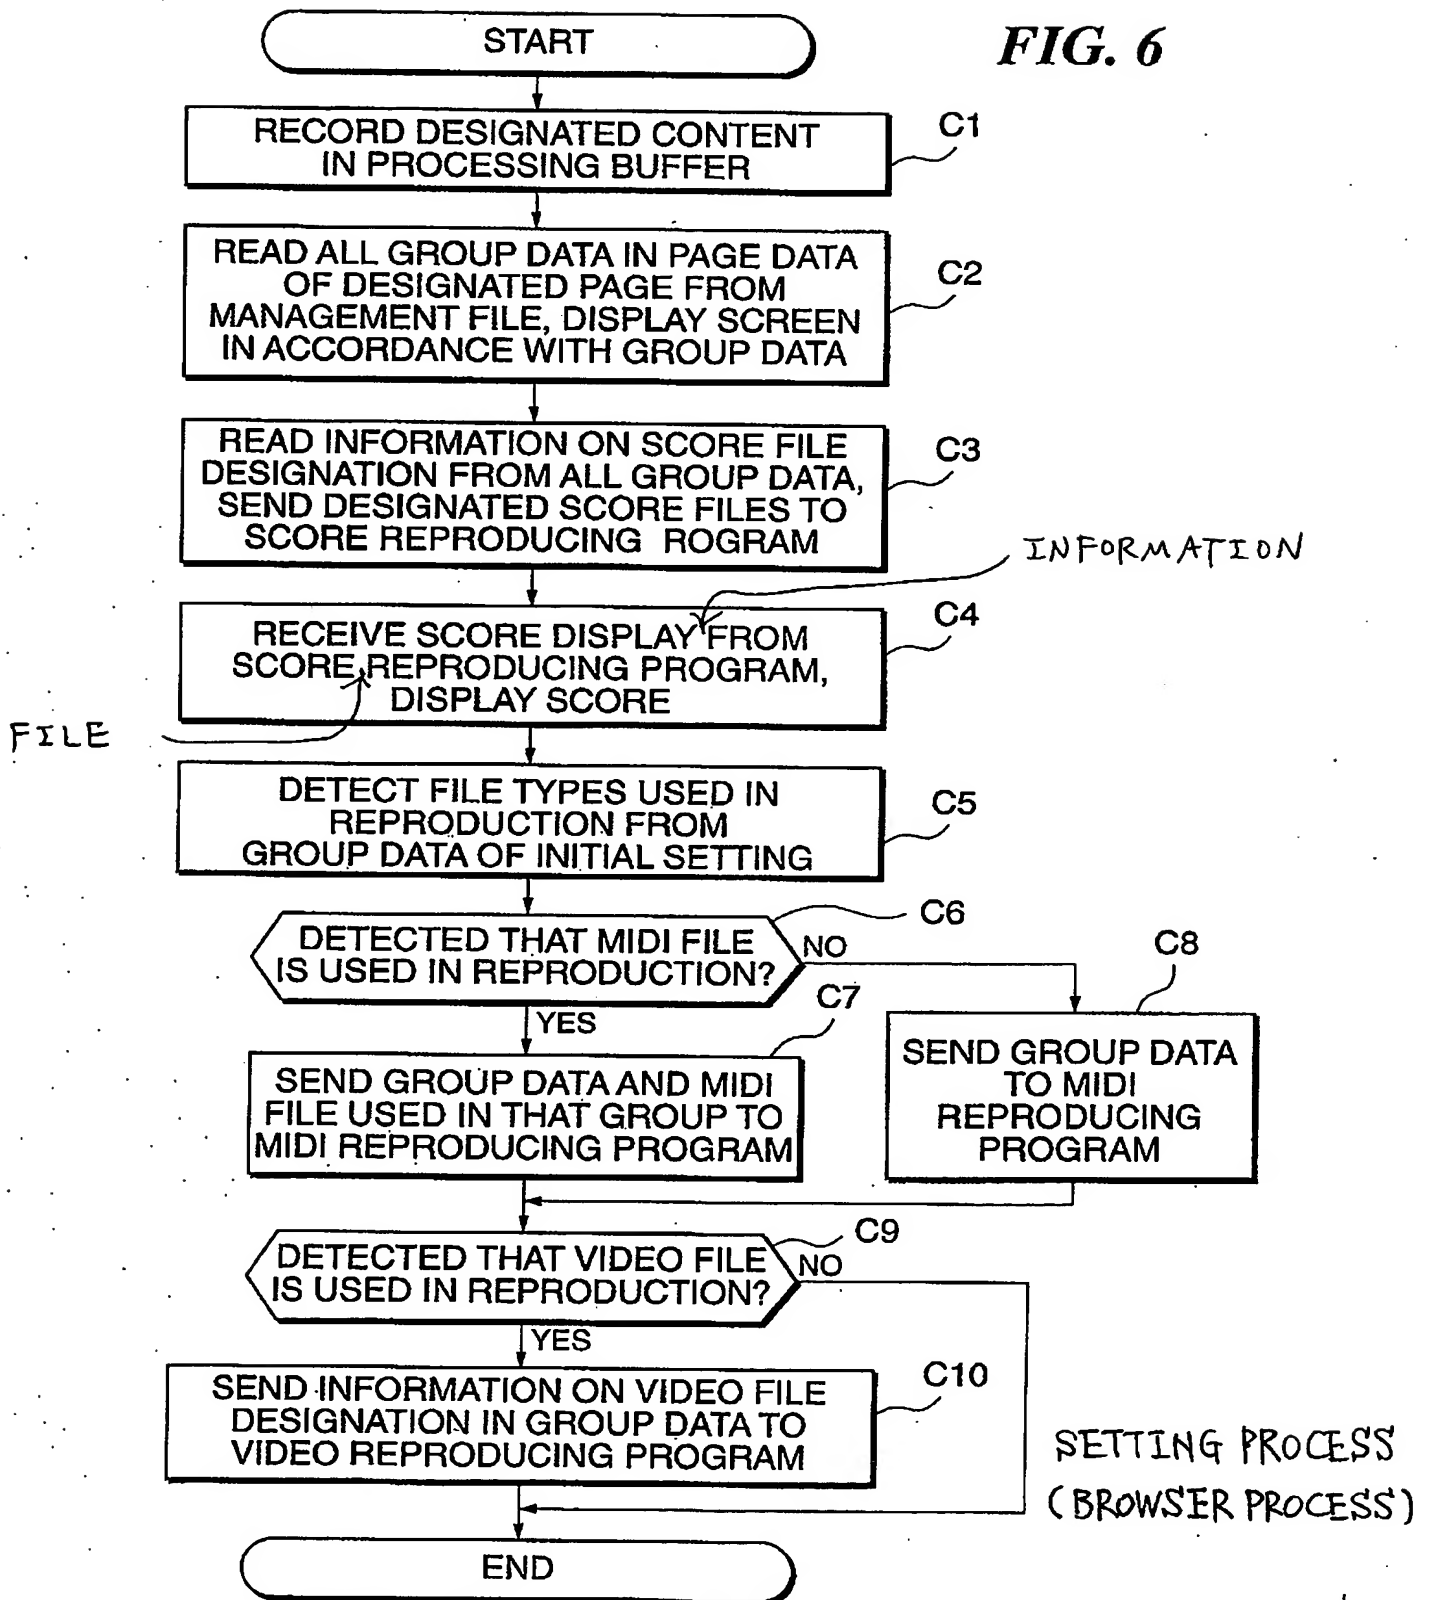 START
FIG. 6
RECORD DESIGNATED CONTENT
IN PROCESSING BUFFER
C1
READ ALL GROUP DATA IN PAGE DATA
OF DESIGNATED PAGE FROM
MANAGEMENT FILE, DISPLAY SCREEN
IN ACCORDANCE WITH GROUP DATA
C2
READ INFORMATION ON SCORE FILE
DESIGNATION FROM ALL GROUP DATA,
SEND DESIGNATED SCORE FILES TO
SCORE REPRODUCING ROGRAM
C3
INFORMATION
RECEIVE SCORE DISPLAY FROM
SCORE REPRODUCING PROGRAM,
DISPLAY SCORE
C4
FILE
DETECT FILE TYPES USED IN
REPRODUCTION FROM
GROUP DATA OF INITIAL SETTING
C5
DETECTED THAT MIDI FILE
IS USED IN REPRODUCTION?
C6
NO
YES
SEND GROUP DATA AND MIDI
FILE USED IN THAT GROUP TO
MIDI REPRODUCING PROGRAM
C7
C8
SEND GROUP DATA
TO MIDI
REPRODUCING
PROGRAM
DETECTED THAT VIDEO FILE
IS USED IN REPRODUCTION?
C9
NO
YES
SEND INFORMATION ON VIDEO FILE
DESIGNATION IN GROUP DATA TO
VIDEO REPRODUCING PROGRAM
C10
SETTING PROCESS
(BROWSER PROCESS)
END